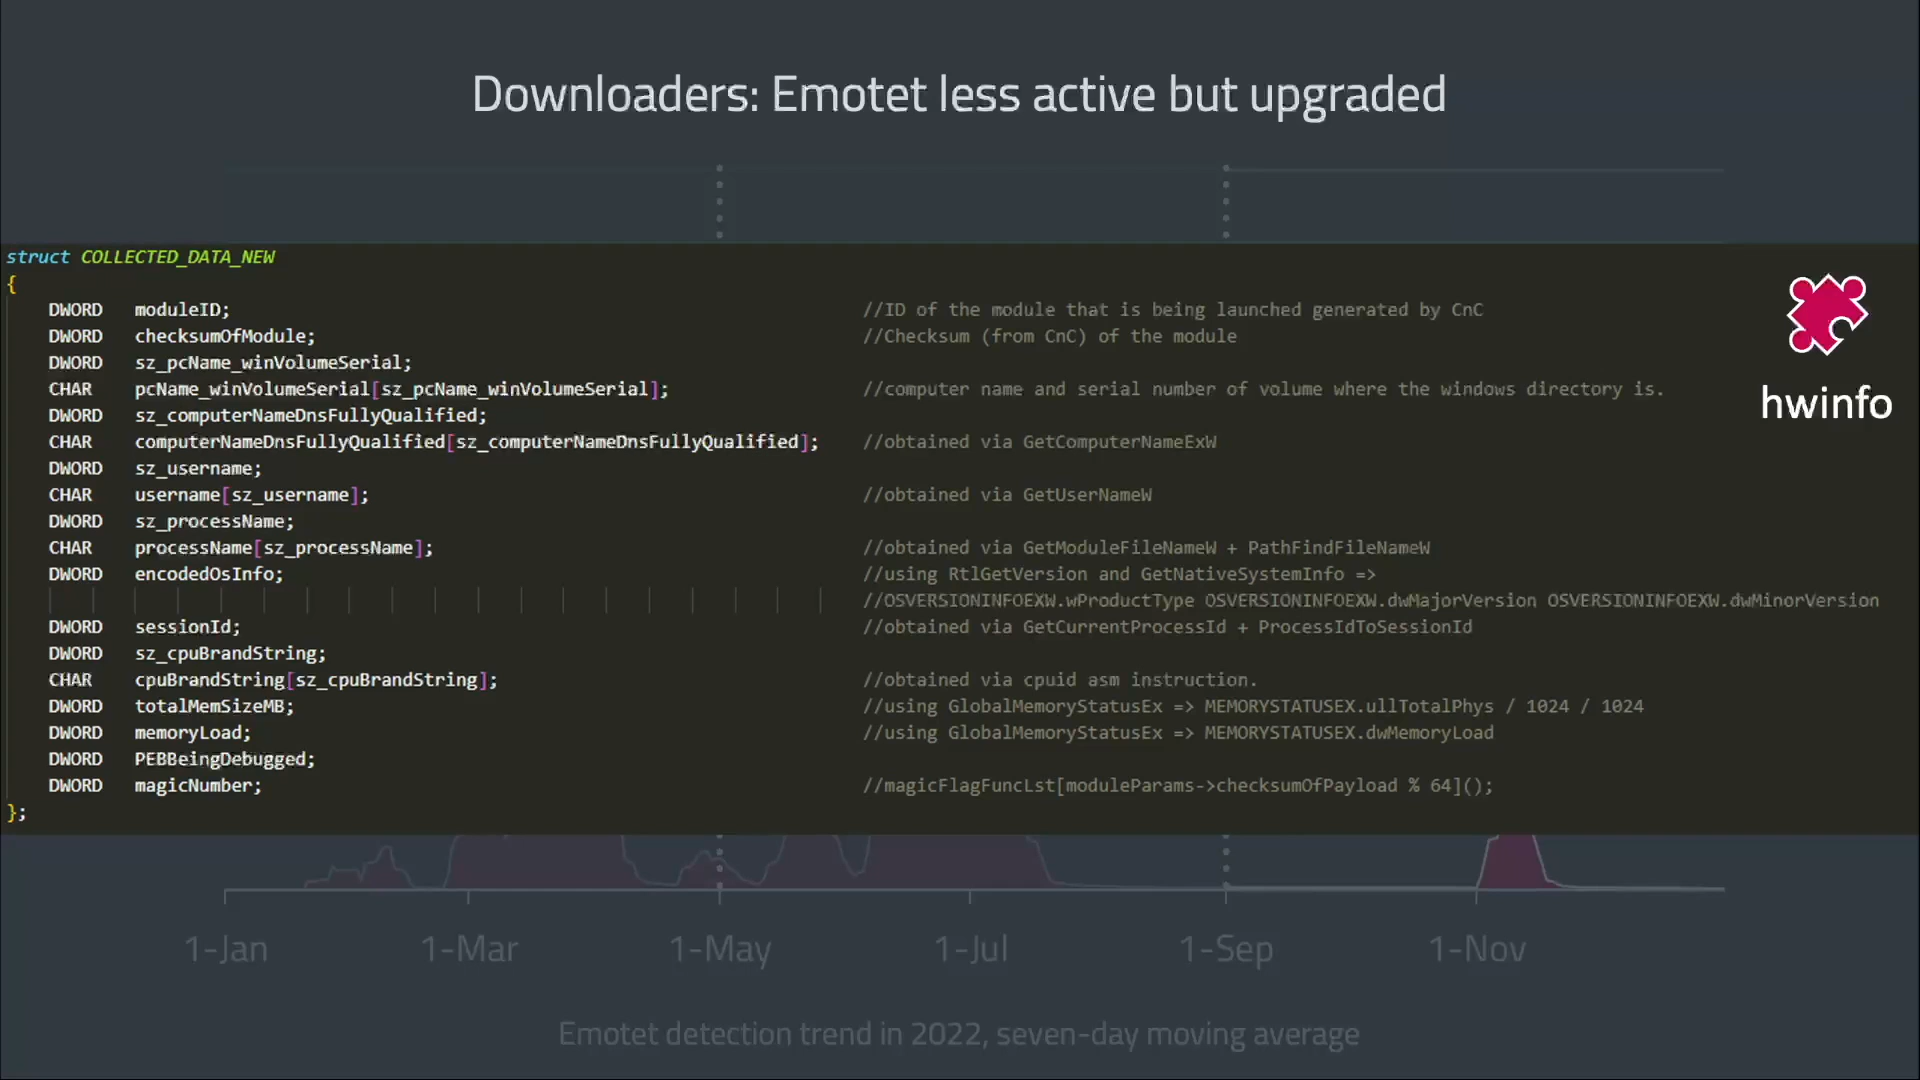 Downloaders: Emotet less active but upgraded
struct COLLECTED_DATA_NEW
{
DWORD moduleID; //ID of the module that is being launched generated by CnC
DWORD checksumOfModule; //Checksum (from CnC) of the module
DWORD sz_pcName_winVolumeSerial;
CHAR pcName_winVolumeSerial[sz_pcName_winVolumeSerial]; //computer name and serial number of volume where the windows directory is.
DWORD sz_computerNameDnsFullyQualified;
CHAR computerNameDnsFullyQualified[sz_computerNameDnsFullyQualified]; //obtained via GetComputerNameExW
DWORD sz_username;
CHAR username[sz_username]; //obtained via GetUserNameW
DWORD sz_processName;
CHAR processName[sz_processName]; //obtained via GetModuleFileNameW + PathFindFileNameW
DWORD encodedOsInfo; //using RtlGetVersion and GetNativeSystemInfo =>
//OSVERSIONINFOEXW.wProductType OSVERSIONINFOEXW.dwMajorVersion OSVERSIONINFOEXW.dwMinorVersion
DWORD sessionId; //obtained via GetCurrentProcessId + ProcessIdToSessionId
DWORD sz_cpuBrandString;
CHAR cpuBrandString[sz_cpuBrandString]; //obtained via cpuid asm instruction.
DWORD totalMemSizeMB; //using GlobalMemoryStatusEx => MEMORYSTATUSEX.ullTotalPhys / 1024 / 1024
DWORD memoryLoad; //using GlobalMemoryStatusEx => MEMORYSTATUSEX.dwMemoryLoad
DWORD PEBBeingDebugged;
DWORD magicNumber; //magicFlagFuncLst[moduleParams->checksumOfPayload % 64]();
};
hwinfo
1-Jan 1-Mar 1-May 1-Jul 1-Sep 1-Nov
Emotet detection trend in 2022, seven-day moving average